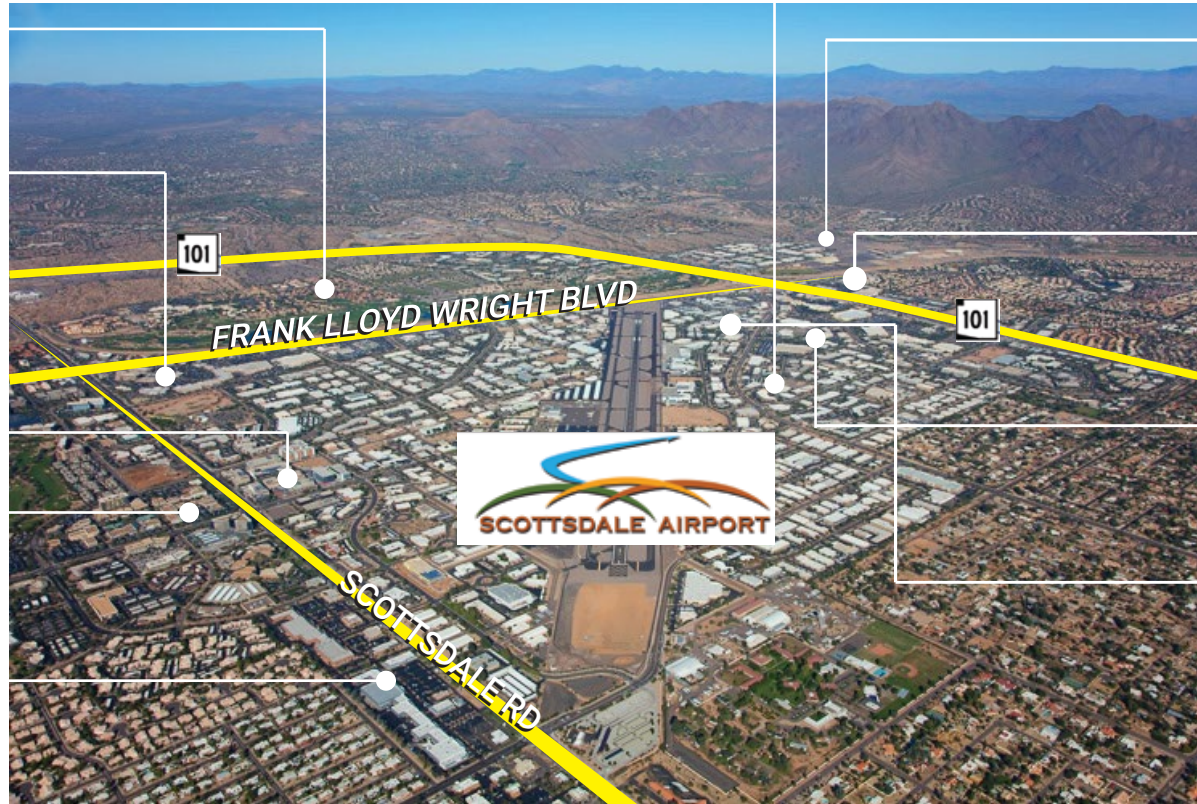 101
FRANK LLOYD WRIGHT BLVD
101
SCOTTSDALE AIRPORT
SCOTTSDALE RD